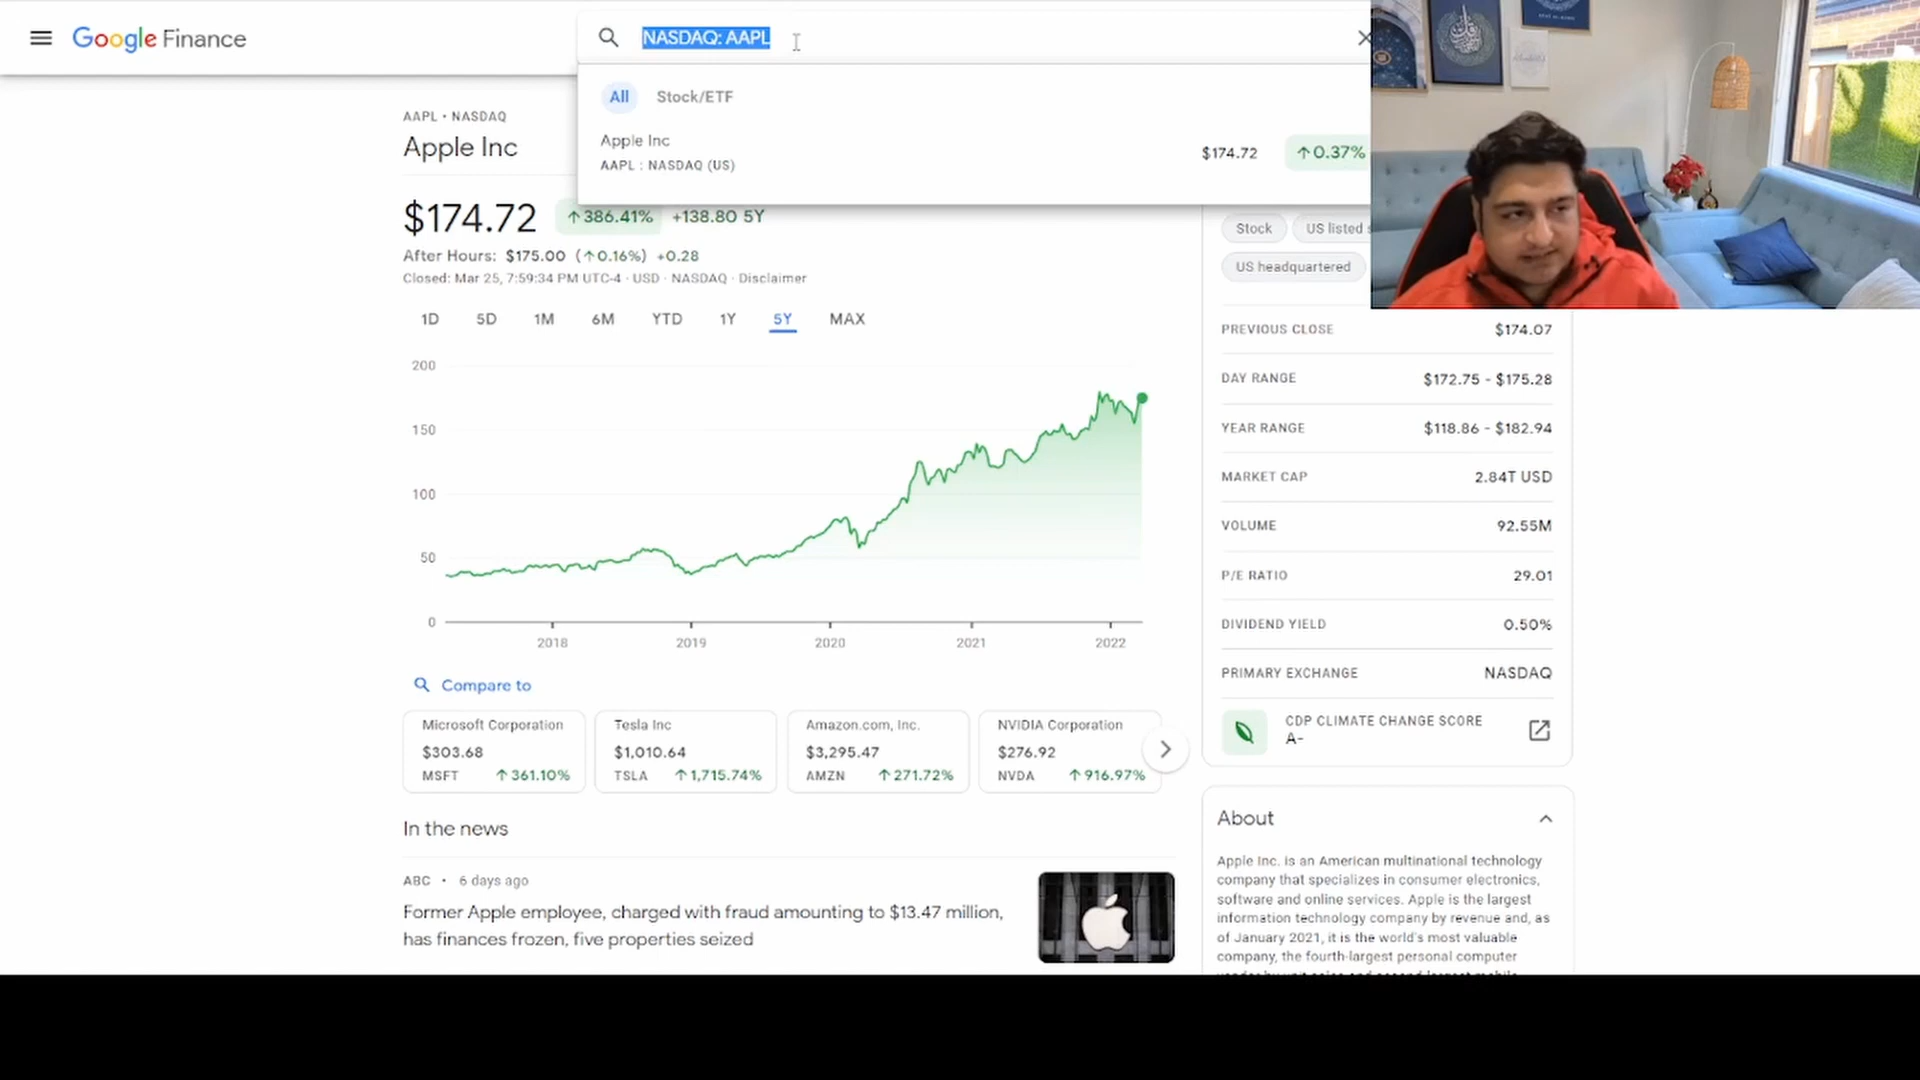 Google Finance
NASDAQ: AAPL
All Stock/ETF
Apple Inc
AAPL : NASDAQ (US)
$174.72 ↑0.37%
AAPL • NASDAQ
Apple Inc
$174.72 ↑386.41% +138.80 5Y
After Hours: $175.00 (↑0.16%) +0.28
Closed: Mar 25, 7:59:34 PM UTC-4 · USD · NASDAQ · Disclaimer
1D 5D 1M 6M YTD 1Y 5Y MAX
200
150
100
50
0
2018 2019 2020 2021 2022
Compare to
Microsoft Corporation
$303.68
MSFT ↑361.10%
Tesla Inc
$1,010.64
TSLA ↑1,715.74%
Amazon.com, Inc.
$3,295.47
AMZN ↑271.72%
NVIDIA Corporation
$276.92
NVDA ↑916.97%
In the news
ABC • 6 days ago
Former Apple employee, charged with fraud amounting to $13.47 million,
has finances frozen, five properties seized
Stock US listed
US headquartered
PREVIOUS CLOSE $174.07
DAY RANGE $172.75 - $175.28
YEAR RANGE $118.86 - $182.94
MARKET CAP 2.84T USD
VOLUME 92.55M
P/E RATIO 29.01
DIVIDEND YIELD 0.50%
PRIMARY EXCHANGE NASDAQ
CDP CLIMATE CHANGE SCORE
A-
About
Apple Inc. is an American multinational technology
company that specializes in consumer electronics,
software and online services. Apple is the largest
information technology company by revenue and, as
of January 2021, it is the world's most valuable
company, the fourth-largest personal computer